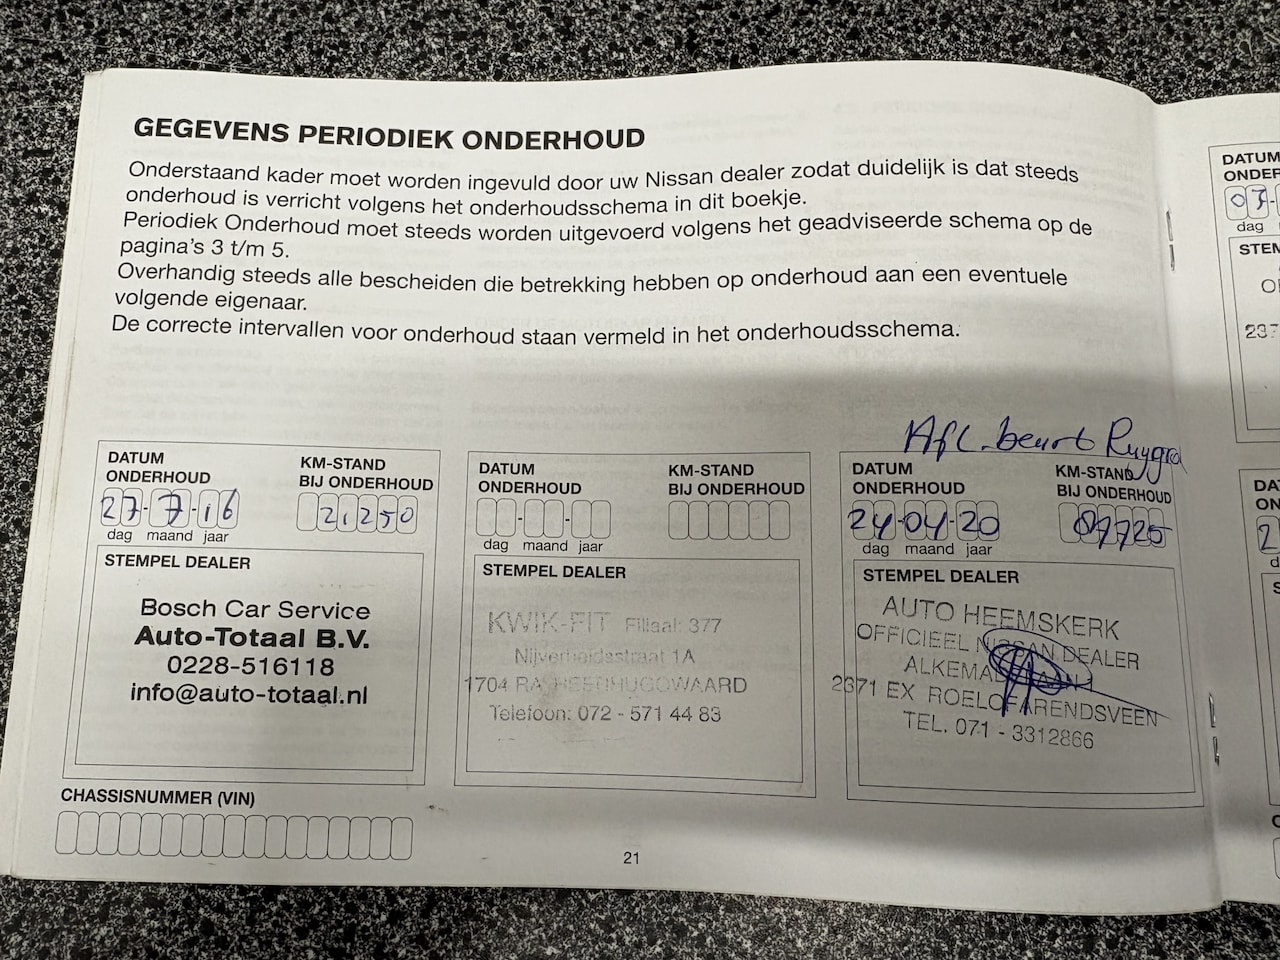 GEGEVENS PERIODIEK ONDERHOUD
Onderstaand kader moet worden ingevuld door uw Nissan dealer zodat duidelijk is dat steeds
onderhoud is verricht volgens het onderhoudsschema in dit boekje.
Periodiek Onderhoud moet steeds worden uitgevoerd volgens het geadviseerde schema op de
pagina's 3 t/m 5.
Overhandig steeds alle bescheiden die betrekking hebben op onderhoud aan een eventuele
volgende eigenaar.
De correcte intervallen voor onderhoud staan vermeld in het onderhoudsschema.
DATUM
ONDERHOUD
KM-STAND
BIJ ONDERHOUD
27-7-16
21250
dag maand jaar
STEMPEL DEALER
Bosch Car Service
Auto-Totaal B.V.
0228-516118
info@auto-totaal.nl
CHASSISNUMMER (VIN)
DATUM
ONDERHOUD
KM-STAND
BIJ ONDERHOUD
dag maand jaar
STEMPEL DEALER
KWIK-FIT Filiaal: 377
Nijverheidsstraat 1A
1704 RA HEERHUGOWAARD
Telefoon: 072 - 571 44 83
Afl. beurt
DATUM
ONDERHOUD
KM-STAND
BIJ ONDERHOUD
24-04-20
dag maand jaar
STEMPEL DEALER
AUTO HEEMSKERK
OFFICIEEL NISSAN DEALER
2371 EX ROELOFARENDSVEEN
TEL. 071 - 3312866
21
DATUM
07-
dag